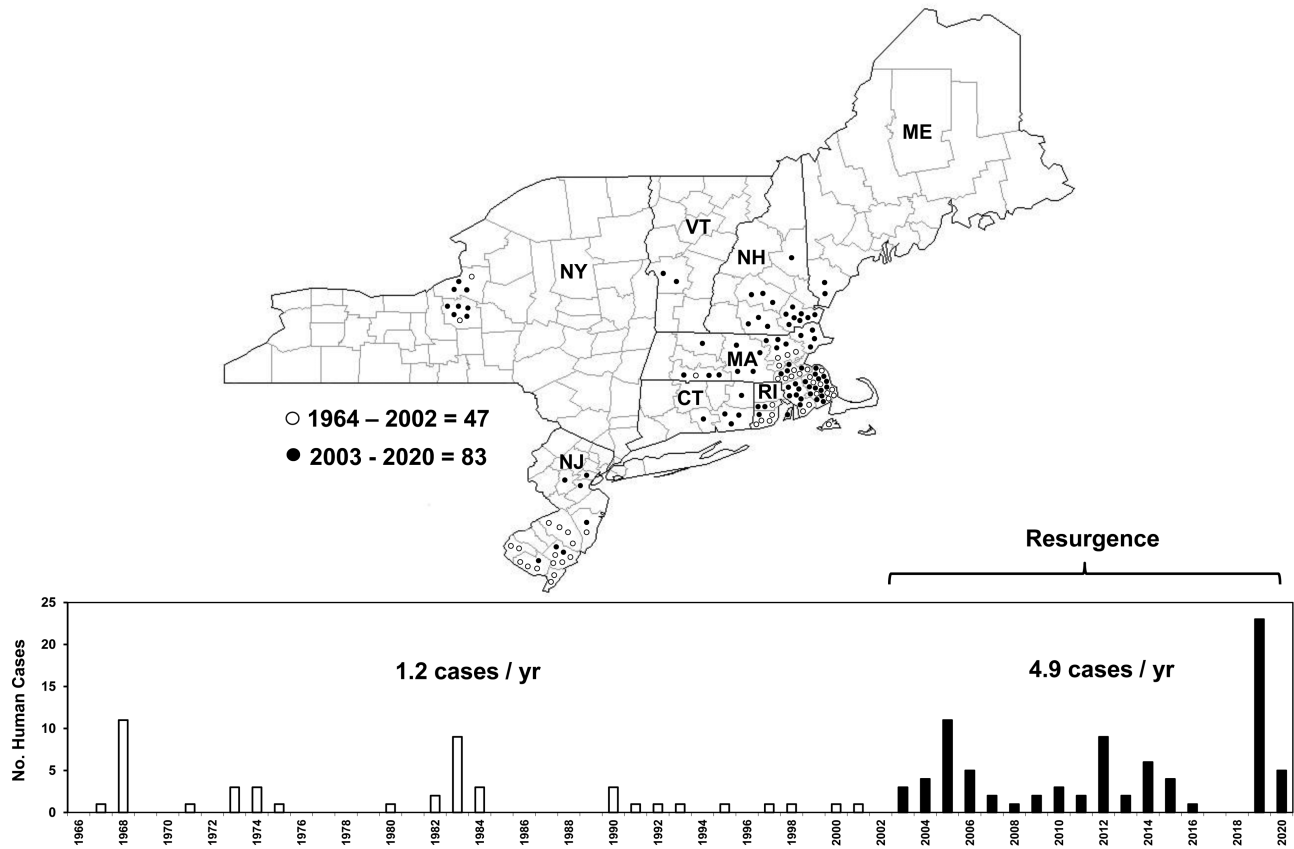 ME
VT
NH
NY
MA
CT
RI
NJ
○ 1964 – 2002 = 47
● 2003 - 2020 = 83
Resurgence
25
20
15
10
5
0
No. Human Cases
1.2 cases / yr
4.9 cases / yr
1966
1968
1970
1972
1974
1976
1978
1980
1982
1984
1986
1988
1990
1992
1994
1996
1998
2000
2002
2004
2006
2008
2010
2012
2014
2016
2018
2020